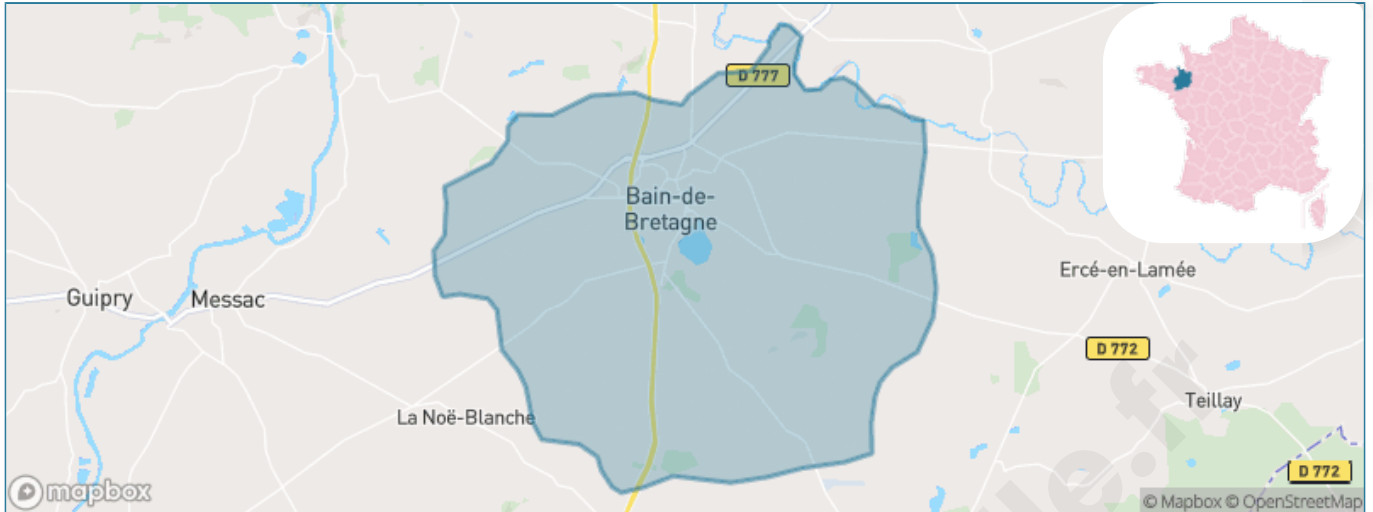 D 777
Bain-de-
Bretagne
Ercé-en-Lamée
Guipry
Messac
D 772
Teillay
La Noë-Blanche
D 772
mapbox
© Mapbox © OpenStreetMap